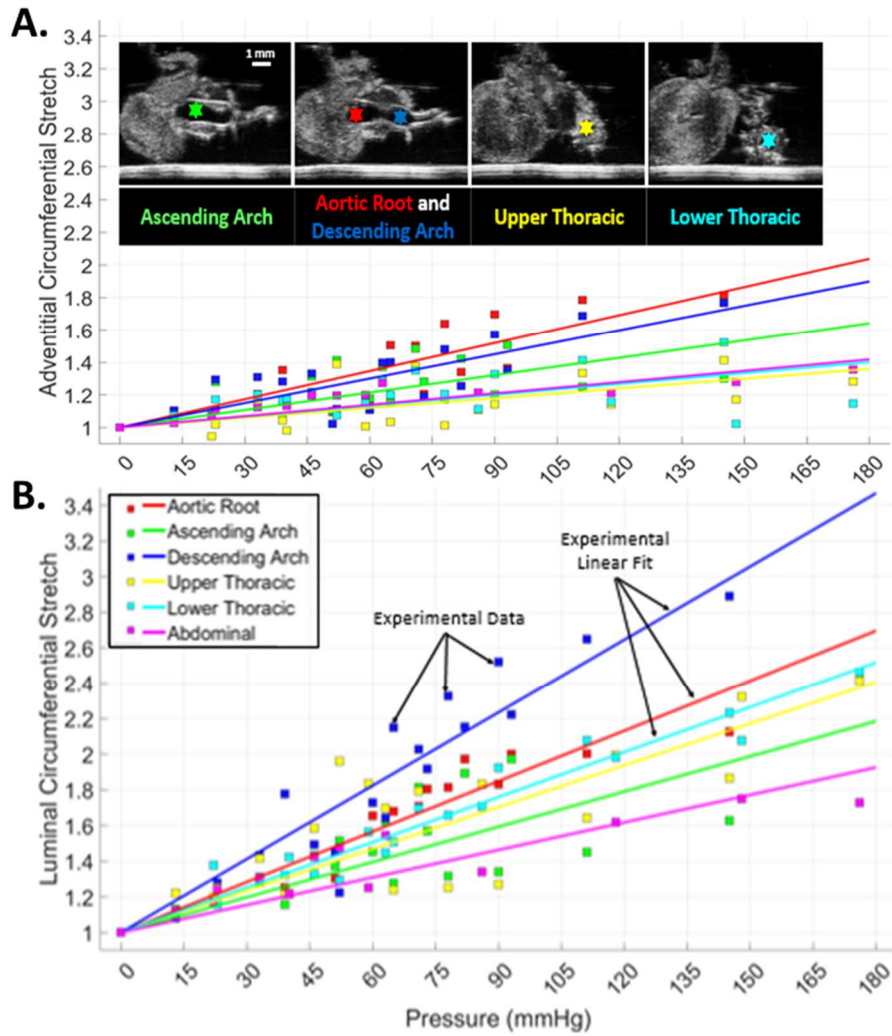 A.
Adventitial Circumferential Stretch
3.4
3.2
3
2.8
2.6
2.4
2.2
2
1.8
1.6
1.4
1.2
1
1 mm
Ascending Arch
Aortic Root and
Descending Arch
Upper Thoracic
Lower Thoracic
0
15
30
45
60
75
90
105
120
135
150
165
180
B.
Luminal Circumferential Stretch
3.4
3.2
3
2.8
2.6
2.4
2.2
2
1.8
1.6
1.4
1.2
1
Aortic Root
Ascending Arch
Descending Arch
Upper Thoracic
Lower Thoracic
Abdominal
Experimental Data
Experimental
Linear Fit
0
15
30
45
60
75
90
105
120
135
150
165
180
Pressure (mmHg)